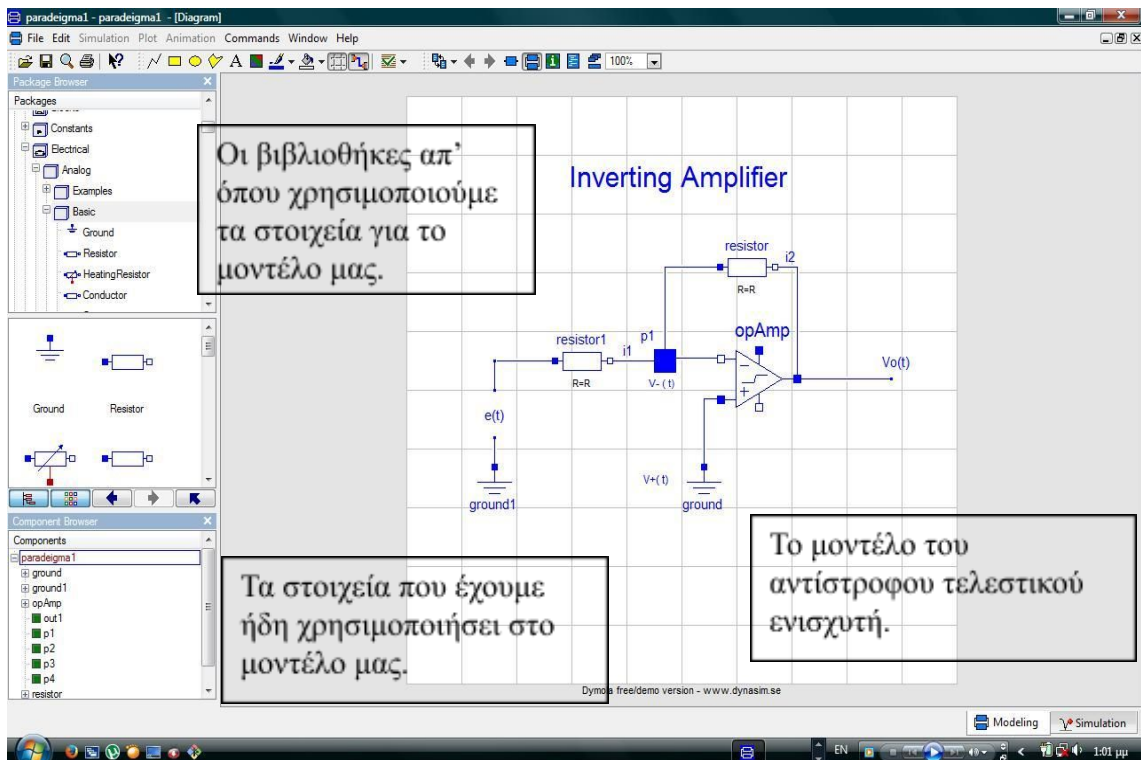 paradeigma1 - paradeigma1 - [Diagram]
File Edit Simulation Plot Animation Commands Window Help
100%
Package Browser
Packages
Constants
Electrical
Analog
Examples
Basic
Ground
Resistor
HeatingResistor
Conductor
Ground Resistor
Component Browser
Components
paradeigma1
ground
ground1
opAmp
out1
p1
p2
p3
p4
resistor
Οι βιβλιοθήκες απ’
όπου χρησιμοποιούμε
τα στοιχεία για το
μοντέλο μας.
Inverting Amplifier
resistor
i2
R=R
opAmp
resistor1
p1
i1
R=R
V- (t)
Vo(t)
e(t)
V+(t)
ground1
ground
Τα στοιχεία που έχουμε
ήδη χρησιμοποιήσει στο
μοντέλο μας.
Το μοντέλο του
αντίστροφου τελεστικού
ενισχυτή.
Dymola free/demo version - www.dynasim.se
Modeling Simulation
EN
1:01 μμ